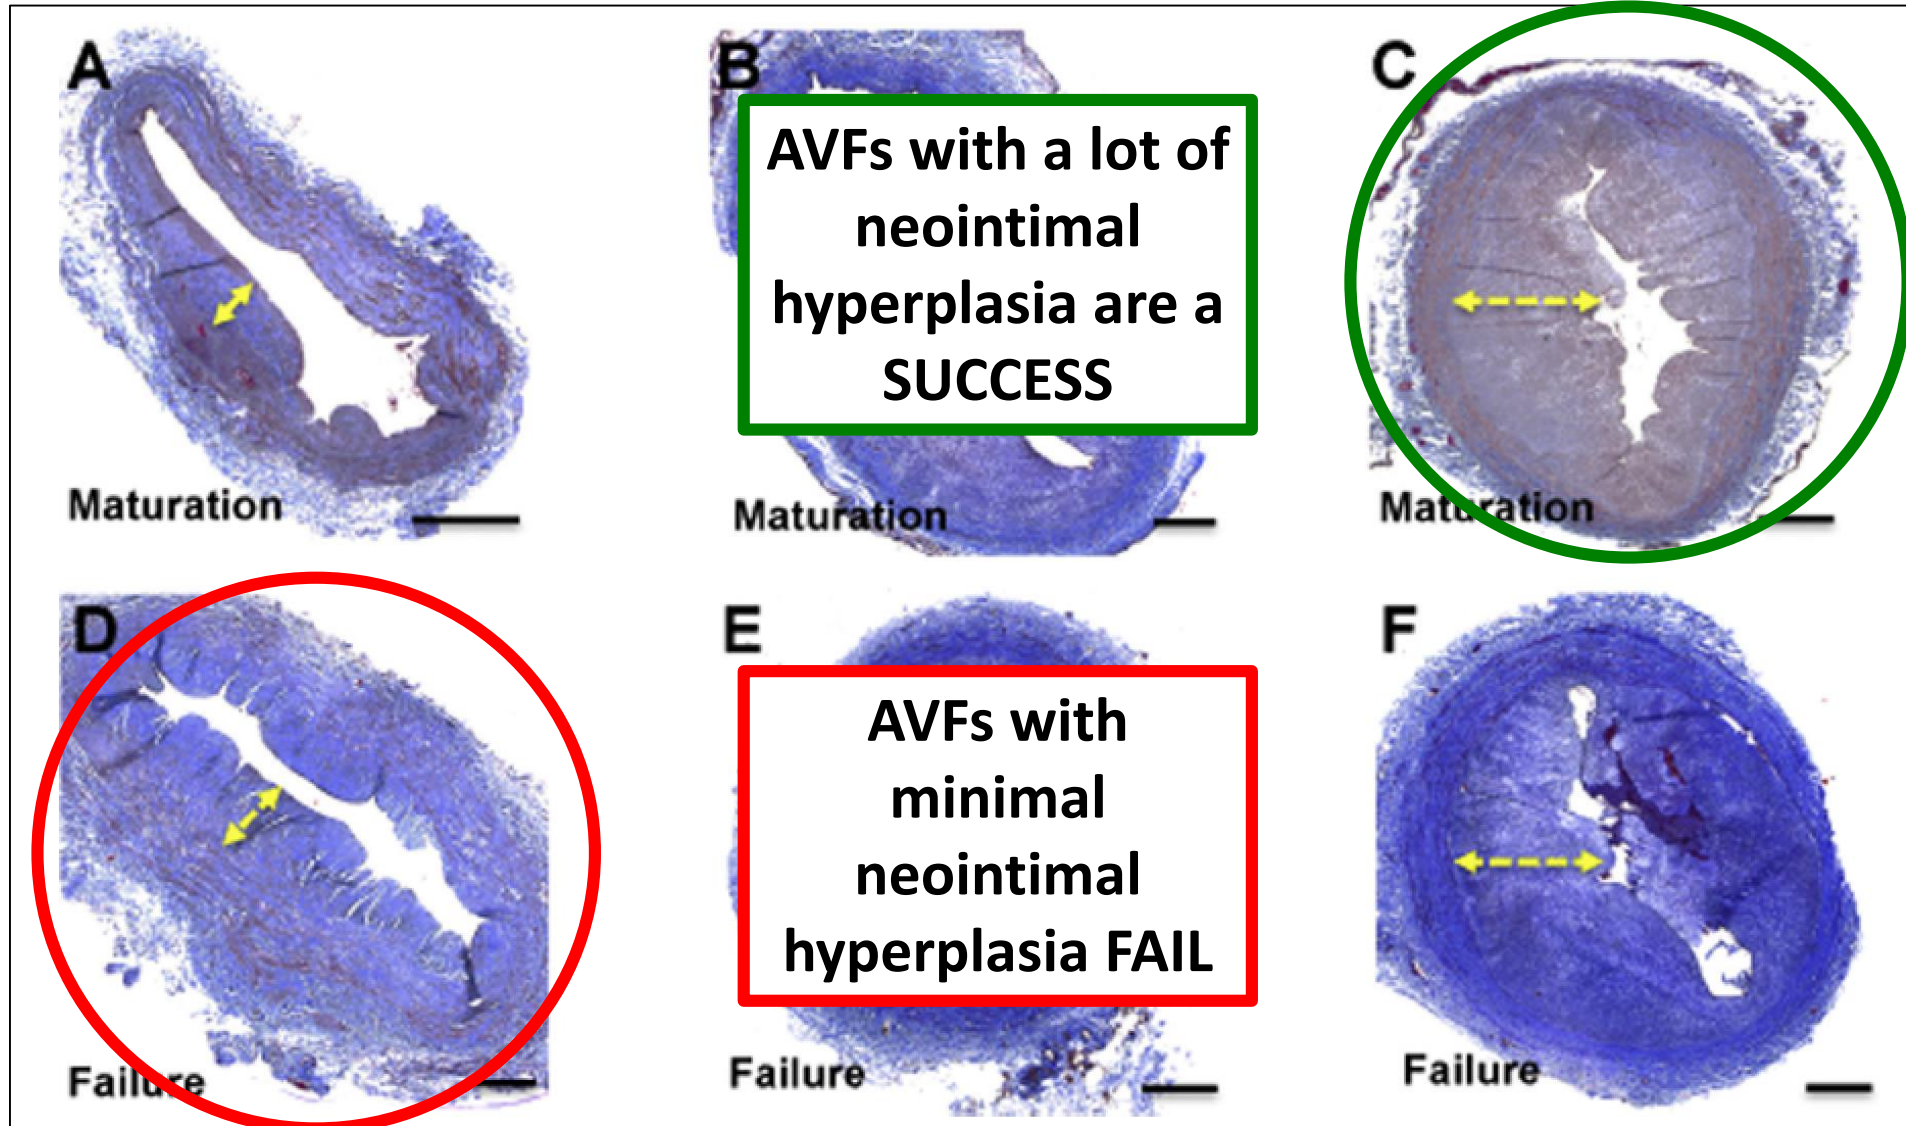 A
B
C
AVFs with a lot of
neointimal
hyperplasia are a
SUCCESS
Maturation
Maturation
Maturation
D
E
F
AVFs with
minimal
neointimal
hyperplasia FAIL
Failure
Failure
Failure